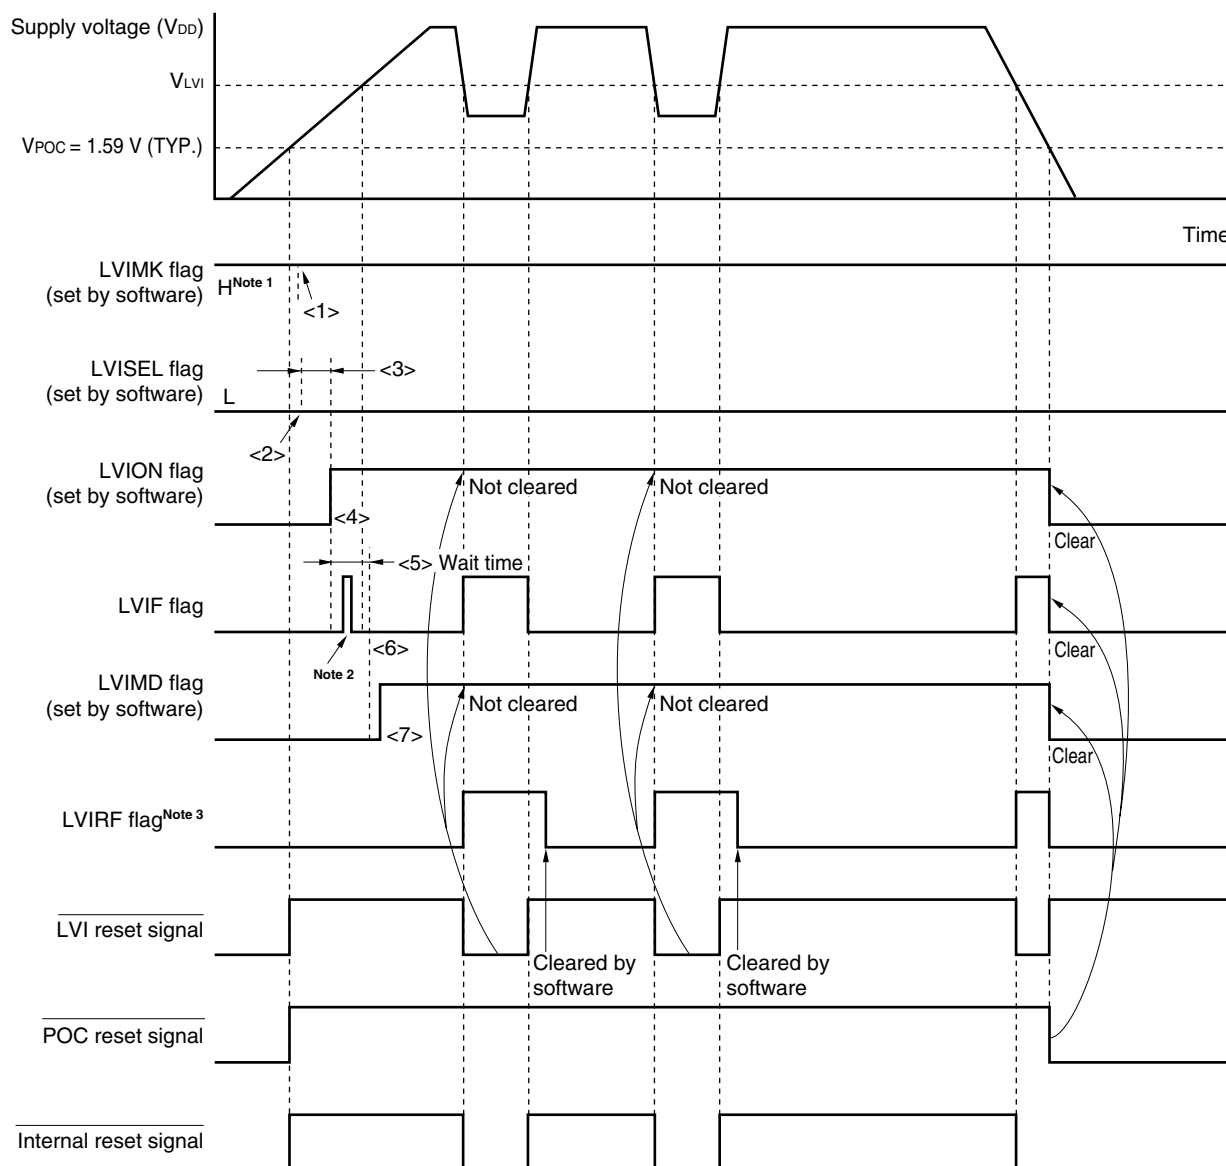 Supply voltage (VDD)
VLVI
VPOC = 1.59 V (TYP.)
Time
LVIMK flag
(set by software)
H Note 1
<1>
LVISEL flag
(set by software)
L
<3>
<2>
LVION flag
(set by software)
Not cleared
Not cleared
<4>
Clear
<5> Wait time
LVIF flag
<6>
Note 2
Clear
LVIMD flag
(set by software)
Not cleared
Not cleared
<7>
Clear
LVIRF flag Note 3
LVI reset signal
Cleared by
software
Cleared by
software
POC reset signal
Internal reset signal